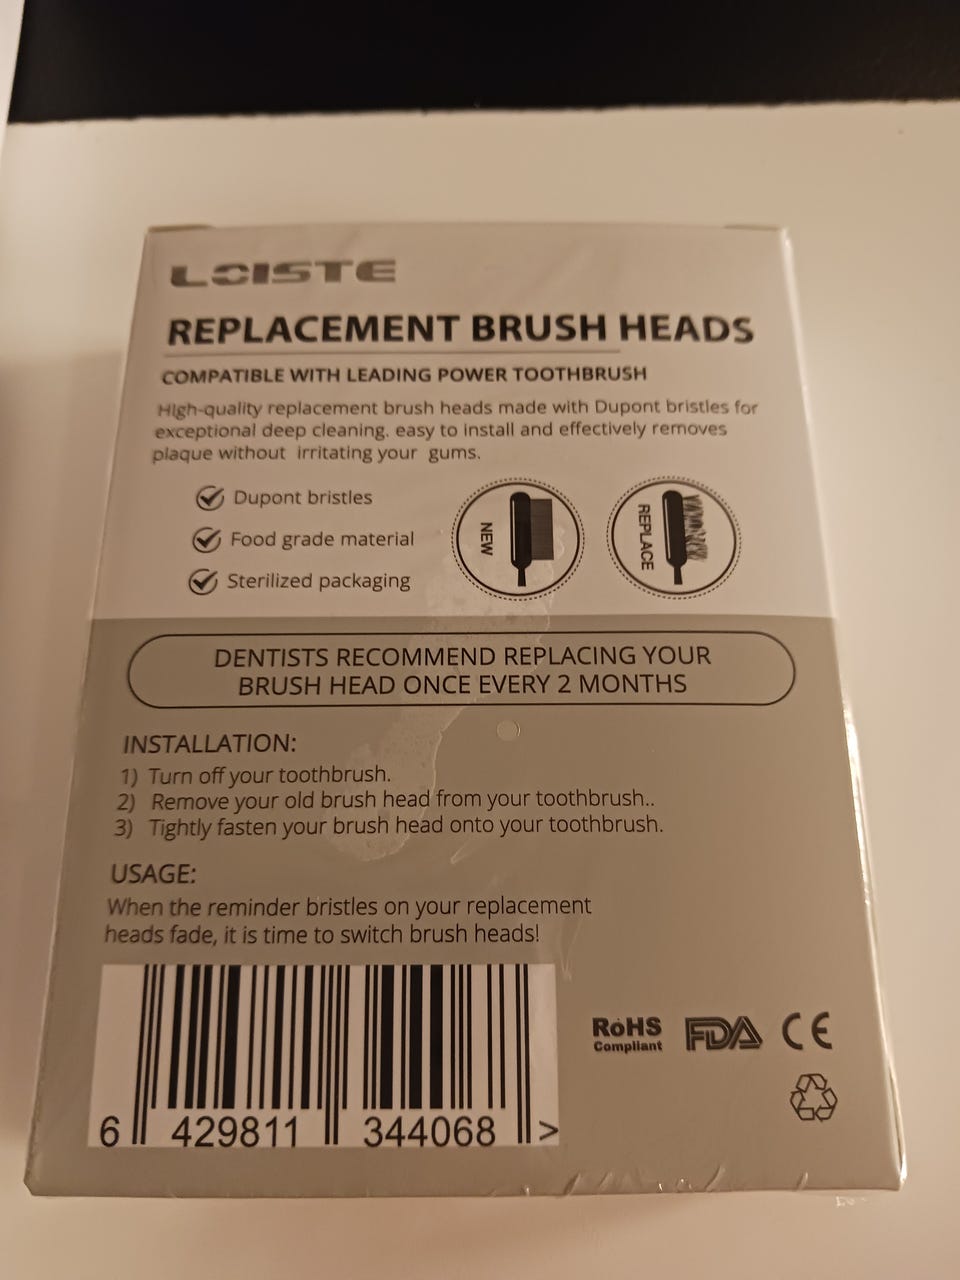 LOISTE
REPLACEMENT BRUSH HEADS
COMPATIBLE WITH LEADING POWER TOOTHBRUSH
High-quality replacement brush heads made with Dupont bristles for
exceptional deep cleaning. easy to install and effectively removes
plaque without irritating your gums.
Dupont bristles
Food grade material
Sterilized packaging
NEW
REPLACE
DENTISTS RECOMMEND REPLACING YOUR
BRUSH HEAD ONCE EVERY 2 MONTHS
INSTALLATION:
1) Turn off your toothbrush.
2) Remove your old brush head from your toothbrush..
3) Tightly fasten your brush head onto your toothbrush.
USAGE:
When the reminder bristles on your replacement
heads fade, it is time to switch brush heads!
6 429811 344068 >
RoHS
Compliant
FDA
CE